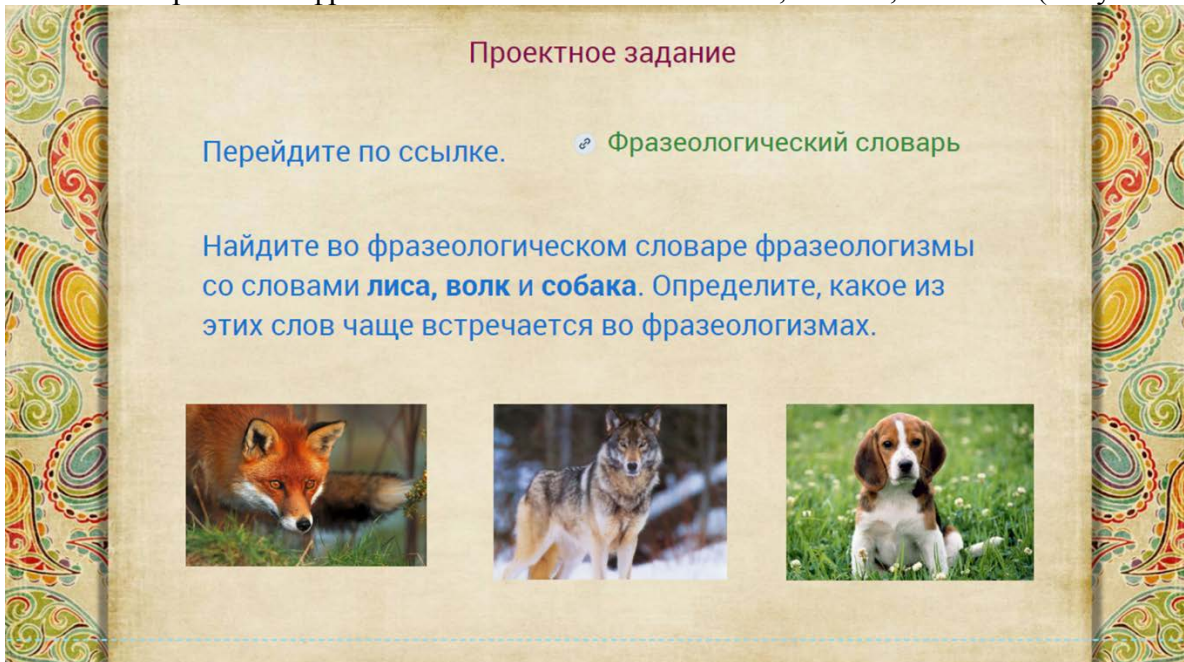 Проектное задание
Перейдите по ссылке.
Фразеологический словарь
Найдите во фразеологическом словаре фразеологизмы
со словами лиса, волк и собака. Определите, какое из
этих слов чаще встречается во фразеологизмах.